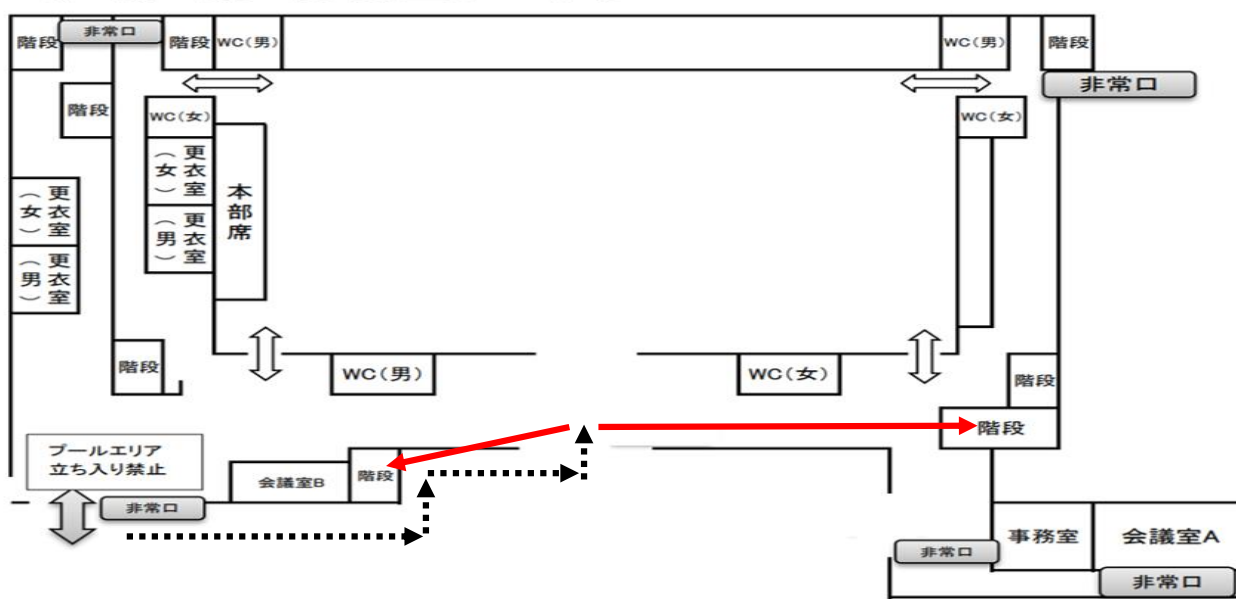 階段
非常口
階段
WC(男)
WC(男)
階段
非常口
階段
WC(女)
WC(女)
更衣室
(女)
本部席
更衣室
(女)
更衣室
(男)
更衣室
(男)
階段
WC(男)
WC(女)
階段
階段
プールエリア
立ち入り禁止
会議室B
階段
非常口
事務室
会議室A
非常口
非常口